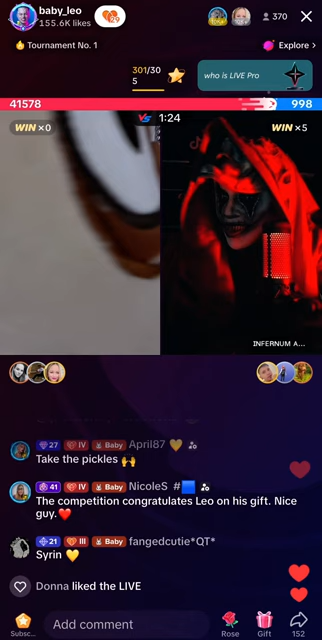 baby_leo
155.6K likes
29
370
Tournament No. 1
Explore >
301/30
5
who is LIVE Pro
41578
998
VS 1:24
WIN ×0
WIN ×5
INFERNUM A...
27 IV Baby April87 💛
Take the pickles 🙌
41 IV Baby NicoleS #🟦
The competition congratulates Leo on his gift. Nice
guy.❤️
21 III Baby fangedcutie*QT*
Syrin 💛
Donna liked the LIVE
Subsc...
Add comment
Rose
Gift
152